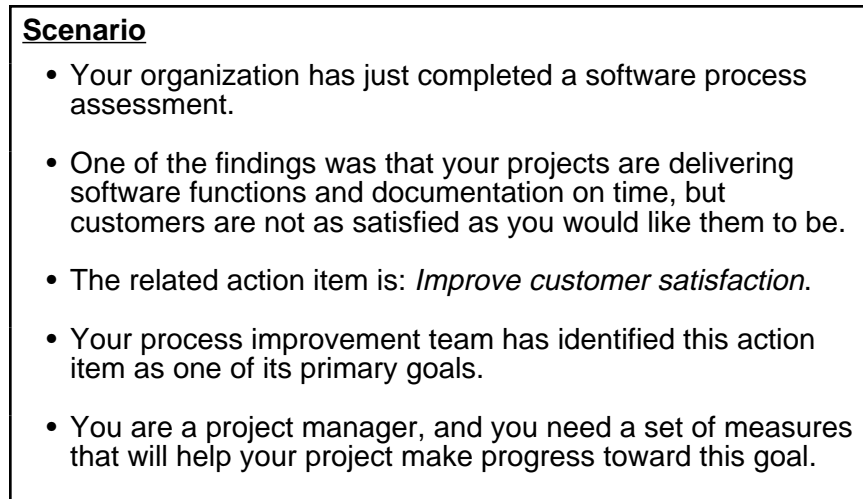 Scenario
• Your organization has just completed a software process
assessment.
• One of the findings was that your projects are delivering
software functions and documentation on time, but
customers are not as satisfied as you would like them to be.
• The related action item is: Improve customer satisfaction.
• Your process improvement team has identified this action
item as one of its primary goals.
• You are a project manager, and you need a set of measures
that will help your project make progress toward this goal.